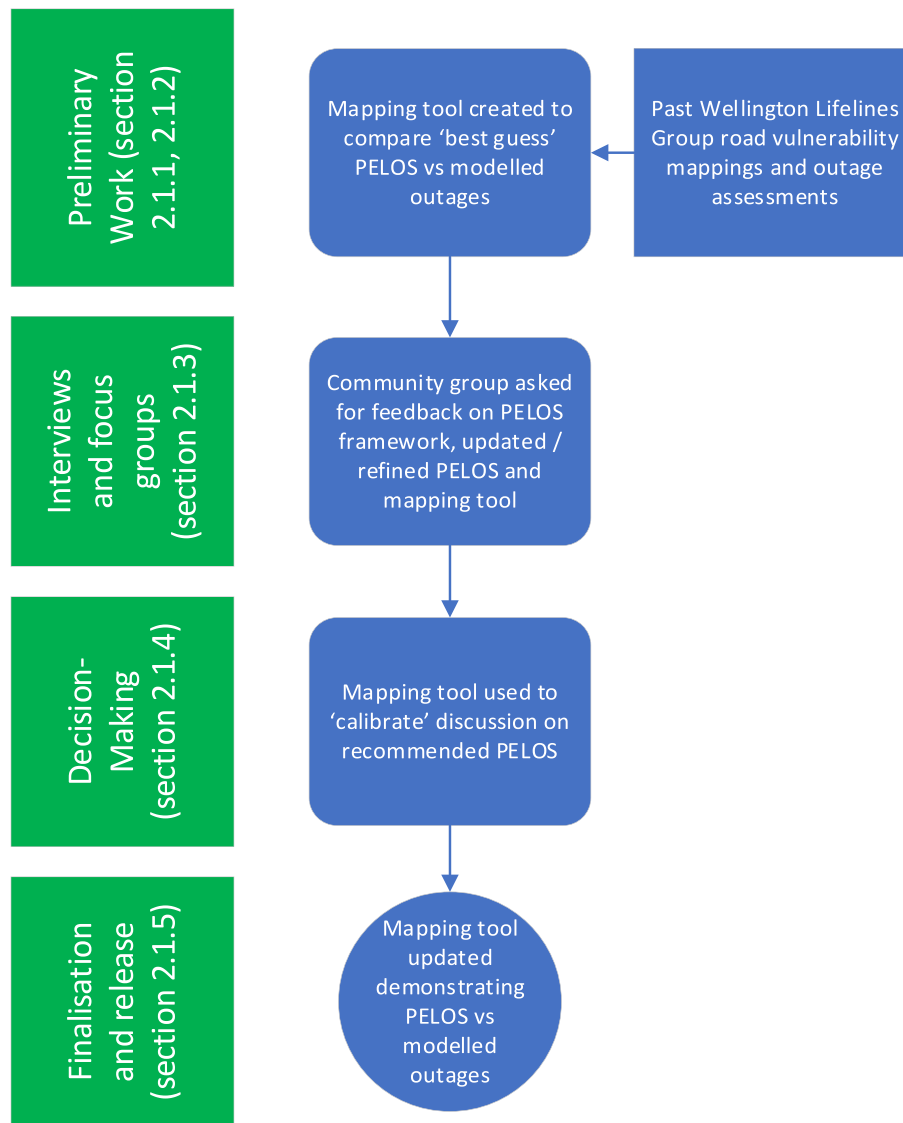 Preliminary
Work (section
2.1.1, 2.1.2)
Mapping tool created to
compare ‘best guess’
PELOS vs modelled
outages
Past Wellington Lifelines
Group road vulnerability
mappings and outage
assessments
Interviews
and focus
groups
(section 2.1.3)
Community group asked
for feedback on PELOS
framework, updated /
refined PELOS and
mapping tool
Decision-
Making
(section 2.1.4)
Mapping tool used to
‘calibrate’ discussion on
recommended PELOS
Finalisation
and release
(section 2.1.5)
Mapping tool
updated
demonstrating
PELOS vs
modelled
outages